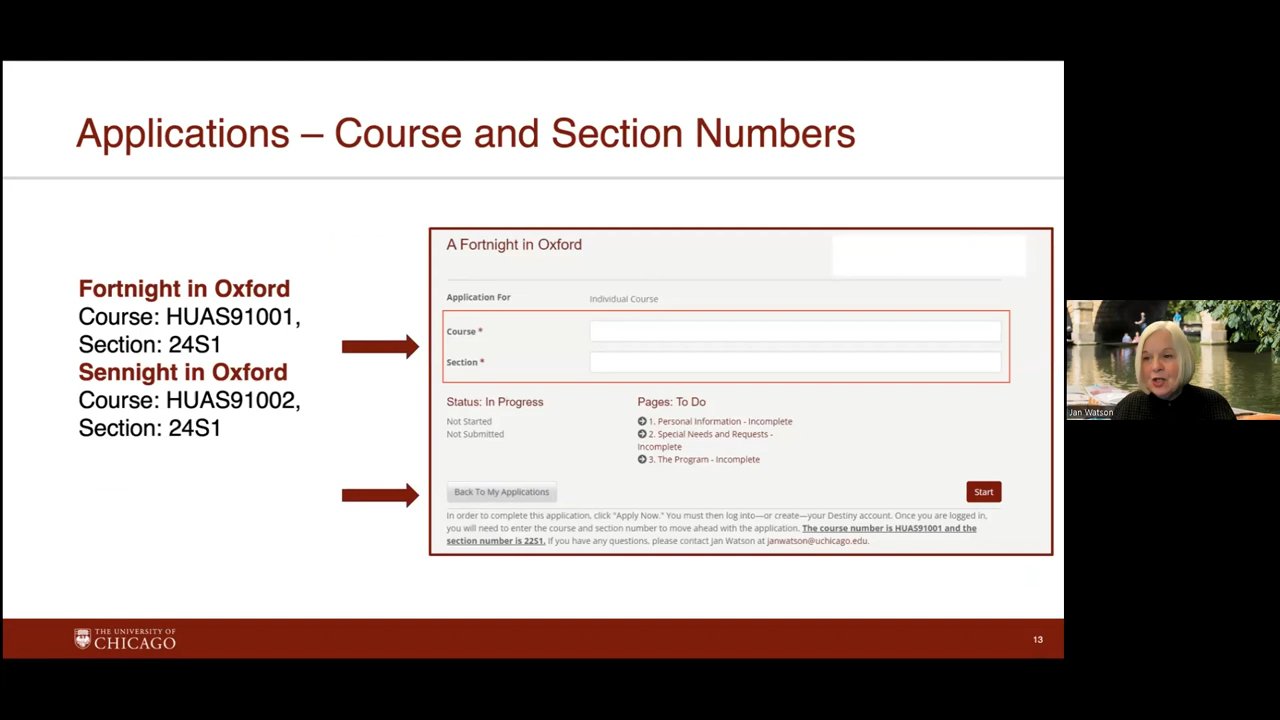 Applications – Course and Section Numbers
Fortnight in Oxford
Course: HUAS91001,
Section: 24S1
Sennight in Oxford
Course: HUAS91002,
Section: 24S1
A Fortnight in Oxford
Application For
Individual Course
Course *
Section *
Status: In Progress
Not Started
Not Submitted
Pages: To Do
1. Personal Information - Incomplete
2. Special Needs and Requests -
Incomplete
3. The Program - Incomplete
Back To My Applications
Start
In order to complete this application, click "Apply Now." You must then log into—or create—your Destiny account. Once you are logged in,
you will need to enter the course and section number to move ahead with the application. The course number is HUAS91001 and the
section number is 22S1. If you have any questions, please contact Jan Watson at janwatson@uchicago.edu.
Jan Watson
THE UNIVERSITY OF
CHICAGO
13